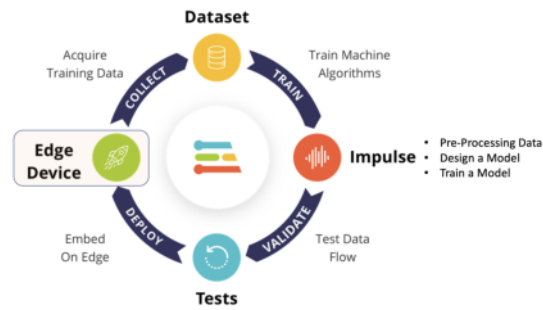 Dataset
Acquire
Training Data
COLLECT
TRAIN
Train Machine
Algorithms
Edge
Device
Impulse
• Pre-Processing Data
• Design a Model
• Train a Model
DEPLOY
VALIDATE
Embed
On Edge
Test Data
Flow
Tests